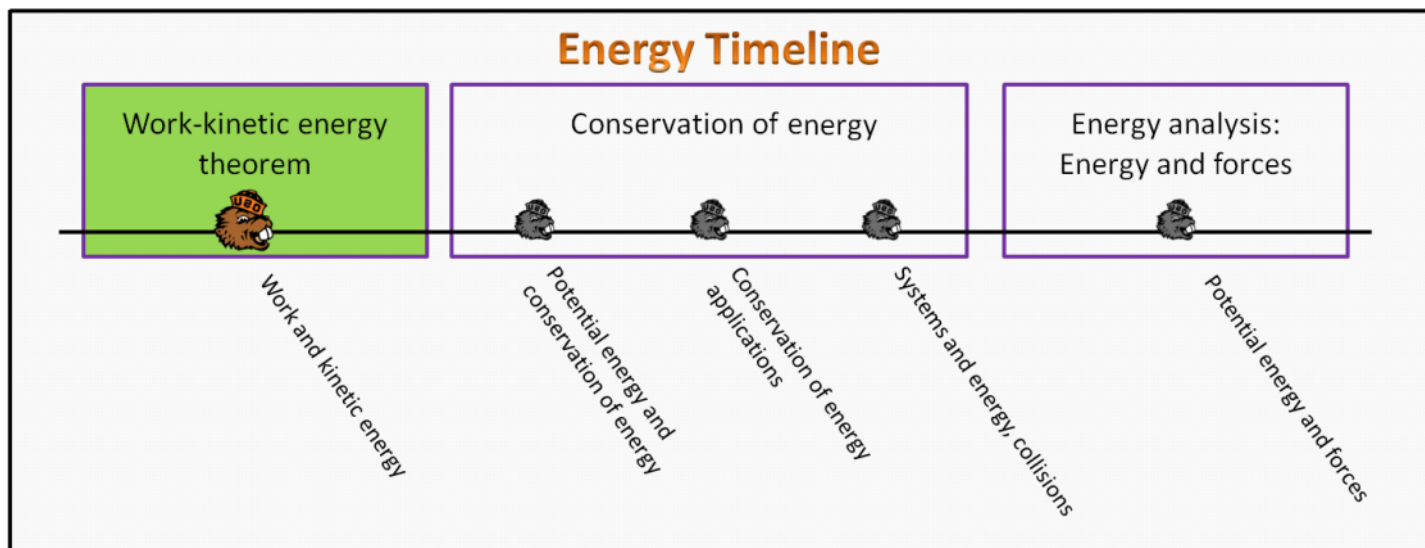 Energy Timeline
Work-kinetic energy
theorem
Conservation of energy
Energy analysis:
Energy and forces
Work and kinetic energy
Potential energy and
conservation of energy
Conservation of energy
applications
Systems and energy, collisions
Potential energy and forces